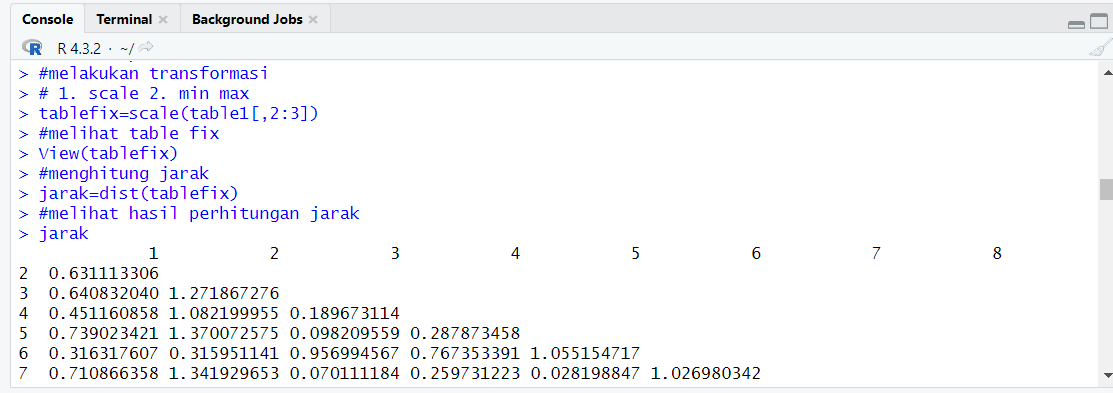 Console Terminal Background Jobs
R R 4.3.2 · ~/
> #melakukan transformasi
> # 1. scale 2. min max
> tablefix=scale(table1[,2:3])
> #melihat table fix
> View(tablefix)
> #menghitung jarak
> jarak=dist(tablefix)
> #melihat hasil perhitungan jarak
> jarak
1 2 3 4 5 6 7 8
2 0.631113306
3 0.640832040 1.271867276
4 0.451160858 1.082199955 0.189673114
5 0.739023421 1.370072575 0.098209559 0.287873458
6 0.316317607 0.315951141 0.956994567 0.767353391 1.055154717
7 0.710866358 1.341929653 0.070111184 0.259731223 0.028198847 1.026980342